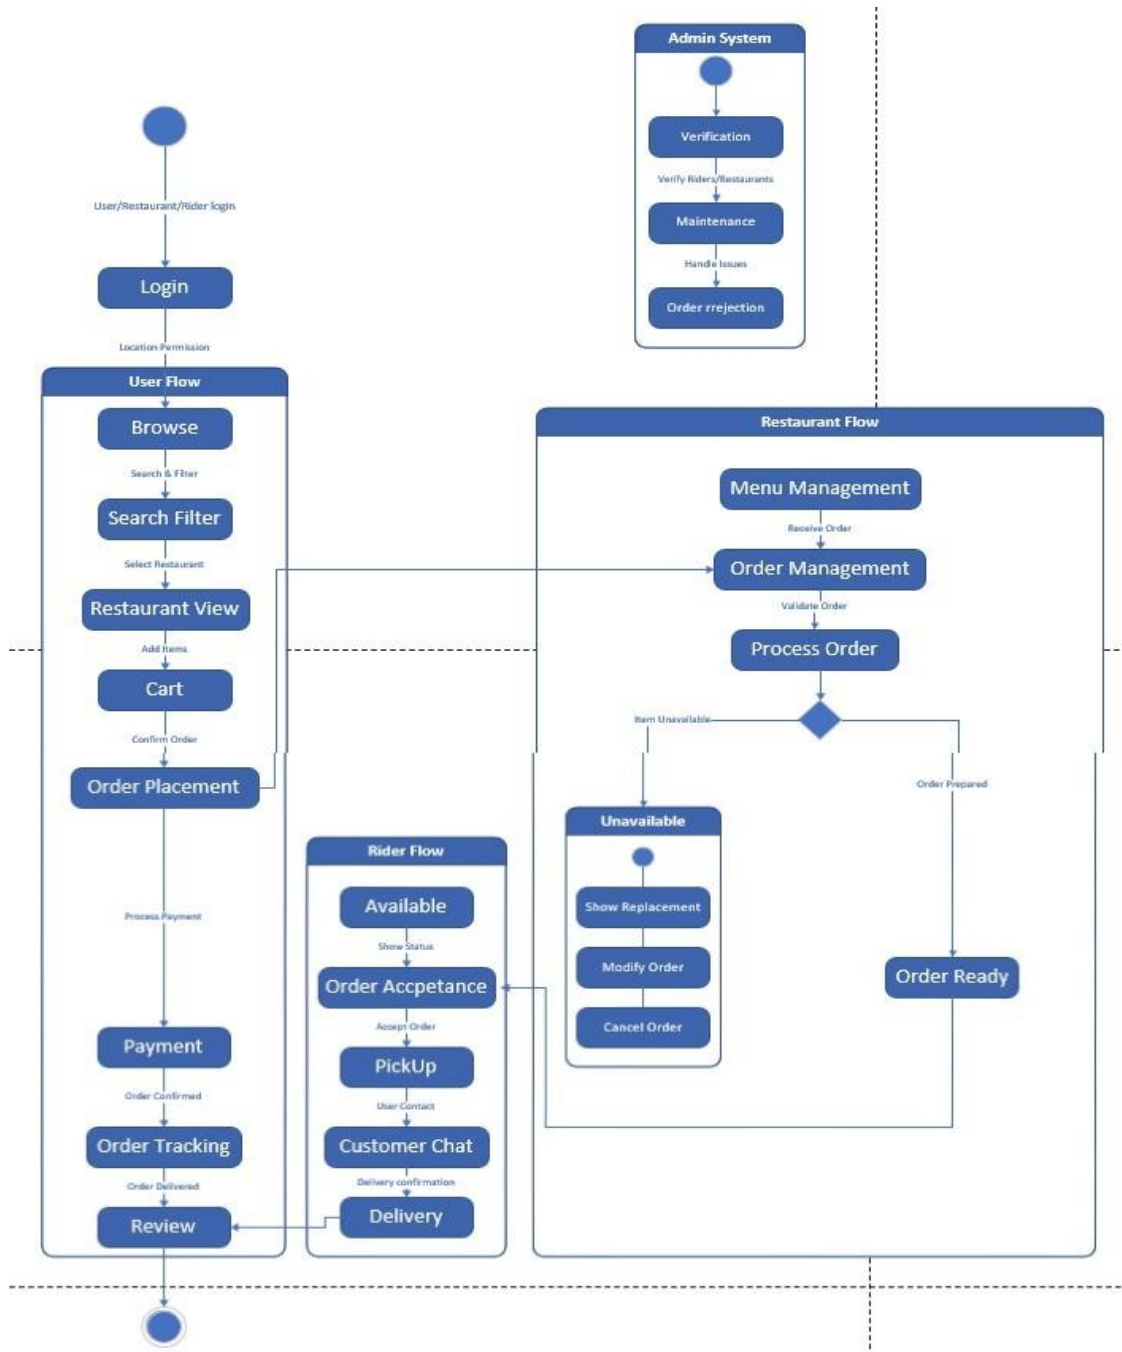 Admin System
Verification
Verify Riders/Restaurants
Maintenance
Handle Issues
Order rrejection
User/Restaurant/Rider login
Login
Location Permission
User Flow
Browse
Search & Filter
Search Filter
Select Restaurant
Restaurant View
Add Items
Cart
Confirm Order
Order Placement
Process Payment
Payment
Order Confirmed
Order Tracking
Order Delivered
Review
Restaurant Flow
Menu Management
Receive Order
Order Management
Validate Order
Process Order
Item Unavailable
Order Prepared
Unavailable
Show Replacement
Modify Order
Cancel Order
Order Ready
Rider Flow
Available
Show Status
Order Accpetance
Accept Order
PickUp
User Contact
Customer Chat
Delivery confirmation
Delivery